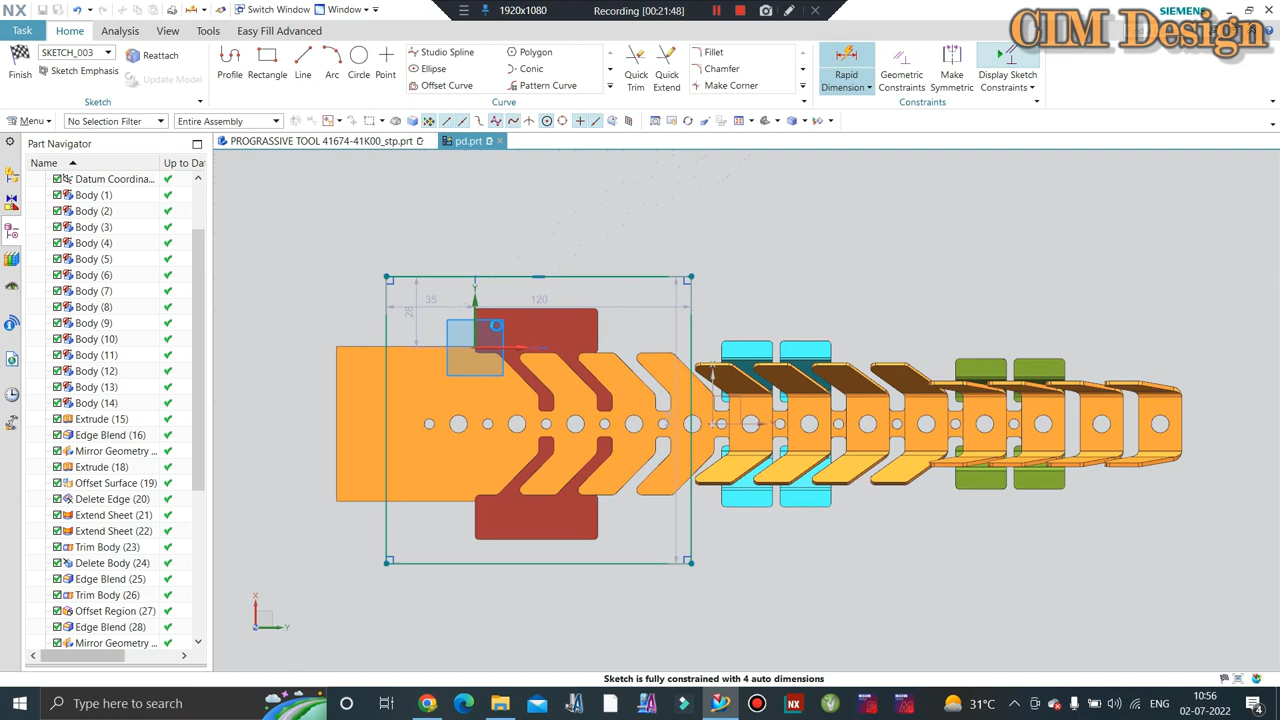 NX
Switch Window
Window
1920x1080
Recording [00:21:48]
SIEMENS
CIM Design
Task
Home
Analysis
View
Tools
Easy Fill Advanced
Finish
SKETCH_003
Reattach
Sketch Emphasis
Update Model
Sketch
Profile
Rectangle
Line
Arc
Circle
Point
Studio Spline
Polygon
Ellipse
Conic
Offset Curve
Pattern Curve
Curve
Quick Trim
Quick Extend
Fillet
Chamfer
Make Corner
Rapid Dimension
Geometric Constraints
Make Symmetric
Display Sketch Constraints
Constraints
Menu
No Selection Filter
Entire Assembly
Part Navigator
PROGRASSIVE TOOL 41674-41K00_stp.prt
pd.prt
Name
Up to Da
Datum Coordina...
Body (1)
Body (2)
Body (3)
Body (4)
Body (5)
Body (6)
Body (7)
Body (8)
Body (9)
Body (10)
Body (11)
Body (12)
Body (13)
Body (14)
Extrude (15)
Edge Blend (16)
Mirror Geometry ...
Extrude (18)
Offset Surface (19)
Delete Edge (20)
Extend Sheet (21)
Extend Sheet (22)
Trim Body (23)
Delete Body (24)
Edge Blend (25)
Trim Body (26)
Offset Region (27)
Edge Blend (28)
Mirror Geometry ...
35
120
28
Y
X
Y
Sketch is fully constrained with 4 auto dimensions
Type here to search
31°C
ENG
10:56
02-07-2022